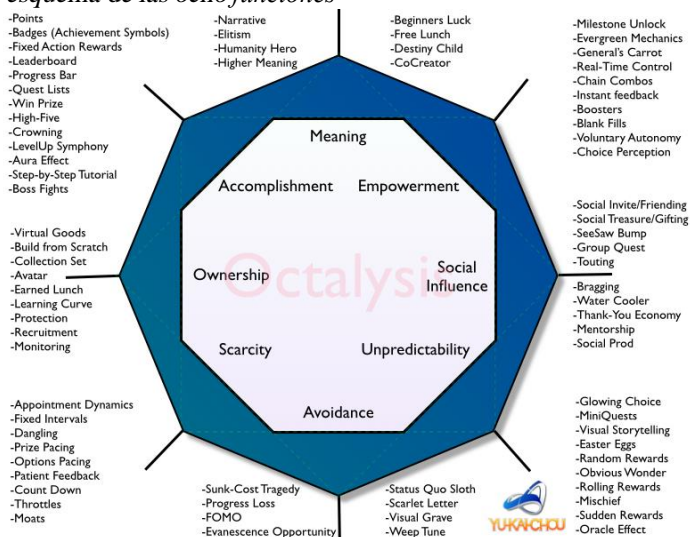 esquema de las ocho funciones
-Points
-Badges (Achievement Symbols)
-Fixed Action Rewards
-Leaderboard
-Progress Bar
-Quest Lists
-Win Prize
-High-Five
-Crowning
-LevelUp Symphony
-Aura Effect
-Step-by-Step Tutorial
-Boss Fights
-Narrative
-Elitism
-Humanity Hero
-Higher Meaning
-Beginners Luck
-Free Lunch
-Destiny Child
-CoCreator
-Milestone Unlock
-Evergreen Mechanics
-General's Carrot
-Real-Time Control
-Chain Combos
-Instant feedback
-Boosters
-Blank Fills
-Voluntary Autonomy
-Choice Perception
Meaning
Accomplishment
Empowerment
-Virtual Goods
-Build from Scratch
-Collection Set
-Avatar
-Earned Lunch
-Learning Curve
-Protection
-Recruitment
-Monitoring
Ownership
Octalysis
Social
Influence
-Social Invite/Friending
-Social Treasure/Gifting
-SeeSaw Bump
-Group Quest
-Touting
-Bragging
-Water Cooler
-Thank-You Economy
-Mentorship
-Social Prod
Scarcity
Unpredictability
Avoidance
-Appointment Dynamics
-Fixed Intervals
-Dangling
-Prize Pacing
-Options Pacing
-Patient Feedback
-Count Down
-Throttles
-Moats
-Sunk-Cost Tragedy
-Progress Loss
-FOMO
-Evanescence Opportunity
-Status Quo Sloth
-Scarlet Letter
-Visual Grave
-Weep Tune
YU-KAI CHOU
-Glowing Choice
-MiniQuests
-Visual Storytelling
-Easter Eggs
-Random Rewards
-Obvious Wonder
-Rolling Rewards
-Mischief
-Sudden Rewards
-Oracle Effect